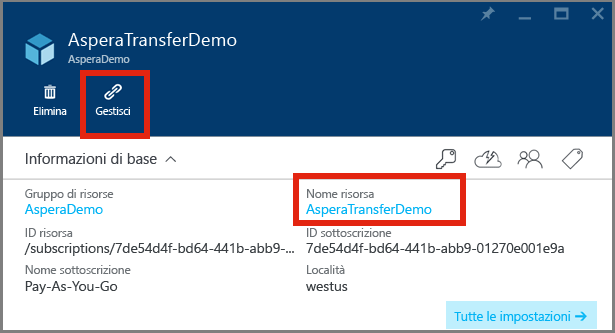 AsperaTransferDemo
AsperaDemo
Elimina
Gestisci
Informazioni di base
Gruppo di risorse
AsperaDemo
Nome risorsa
AsperaTransferDemo
ID risorsa
/subscriptions/7de54d4f-bd64-441b-abb9-...
ID sottoscrizione
7de54d4f-bd64-441b-abb9-01270e001e9a
Nome sottoscrizione
Pay-As-You-Go
Località
westus
Tutte le impostazioni →